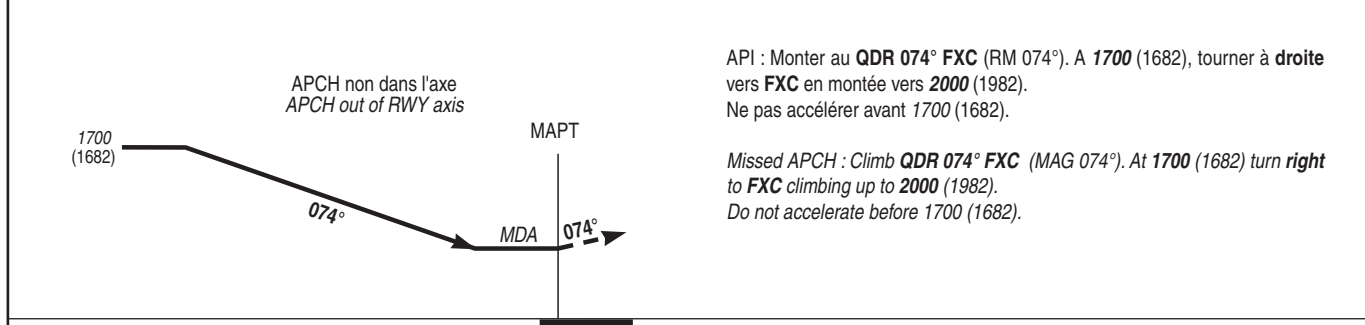 APCH non dans l'axe
APCH out of RWY axis
1700
(1682)
074°
MDA
MAPT
074°
API : Monter au QDR 074° FXC (RM 074°). A 1700 (1682), tourner à droite
vers FXC en montée vers 2000 (1982).
Ne pas accélérer avant 1700 (1682).
Missed APCH : Climb QDR 074° FXC (MAG 074°). At 1700 (1682) turn right
to FXC climbing up to 2000 (1982).
Do not accelerate before 1700 (1682).